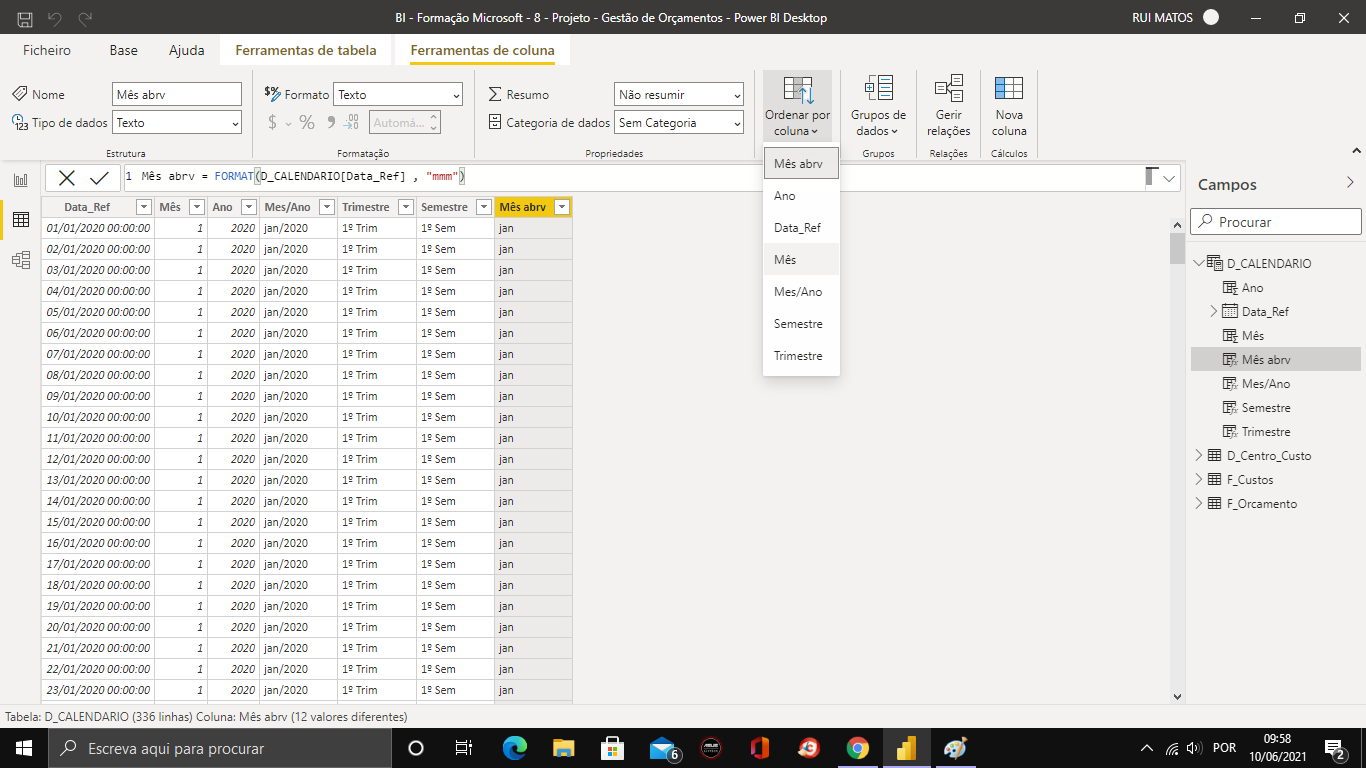 BI - Formação Microsoft - 8 - Projeto - Gestão de Orçamentos - Power BI Desktop
RUI MATOS
Ficheiro Base Ajuda Ferramentas de tabela Ferramentas de coluna
Nome Mês abrv
Tipo de dados Texto
Estrutura
$% Formato Texto
$ % 9 Automá...
Formatação
Resumo Não resumir
Categoria de dados Sem Categoria
Propriedades
Ordenar por
coluna
Grupos de
dados
Grupos
Gerir
relações
Relações
Nova
coluna
Cálculos
Mês abrv
Ano
Data_Ref
Mês
Mes/Ano
Semestre
Trimestre
1 Mês abrv = FORMAT(D_CALENDARIO[Data_Ref] , "mmm")
Data_Ref Mês Ano Mes/Ano Trimestre Semestre Mês abrv
01/01/2020 00:00:00 1 2020 jan/2020 1º Trim 1º Sem jan
02/01/2020 00:00:00 1 2020 jan/2020 1º Trim 1º Sem jan
03/01/2020 00:00:00 1 2020 jan/2020 1º Trim 1º Sem jan
04/01/2020 00:00:00 1 2020 jan/2020 1º Trim 1º Sem jan
05/01/2020 00:00:00 1 2020 jan/2020 1º Trim 1º Sem jan
06/01/2020 00:00:00 1 2020 jan/2020 1º Trim 1º Sem jan
07/01/2020 00:00:00 1 2020 jan/2020 1º Trim 1º Sem jan
08/01/2020 00:00:00 1 2020 jan/2020 1º Trim 1º Sem jan
09/01/2020 00:00:00 1 2020 jan/2020 1º Trim 1º Sem jan
10/01/2020 00:00:00 1 2020 jan/2020 1º Trim 1º Sem jan
11/01/2020 00:00:00 1 2020 jan/2020 1º Trim 1º Sem jan
12/01/2020 00:00:00 1 2020 jan/2020 1º Trim 1º Sem jan
13/01/2020 00:00:00 1 2020 jan/2020 1º Trim 1º Sem jan
14/01/2020 00:00:00 1 2020 jan/2020 1º Trim 1º Sem jan
15/01/2020 00:00:00 1 2020 jan/2020 1º Trim 1º Sem jan
16/01/2020 00:00:00 1 2020 jan/2020 1º Trim 1º Sem jan
17/01/2020 00:00:00 1 2020 jan/2020 1º Trim 1º Sem jan
18/01/2020 00:00:00 1 2020 jan/2020 1º Trim 1º Sem jan
19/01/2020 00:00:00 1 2020 jan/2020 1º Trim 1º Sem jan
20/01/2020 00:00:00 1 2020 jan/2020 1º Trim 1º Sem jan
21/01/2020 00:00:00 1 2020 jan/2020 1º Trim 1º Sem jan
22/01/2020 00:00:00 1 2020 jan/2020 1º Trim 1º Sem jan
23/01/2020 00:00:00 1 2020 jan/2020 1º Trim 1º Sem jan
Campos
Procurar
D_CALENDARIO
Ano
Data_Ref
Mês
Mês abrv
Mes/Ano
Semestre
Trimestre
D_Centro_Custo
F_Custos
F_Orcamento
Tabela: D_CALENDARIO (336 linhas) Coluna: Mês abrv (12 valores diferentes)
Escreva aqui para procurar
6
POR
09:58
10/06/2021
2